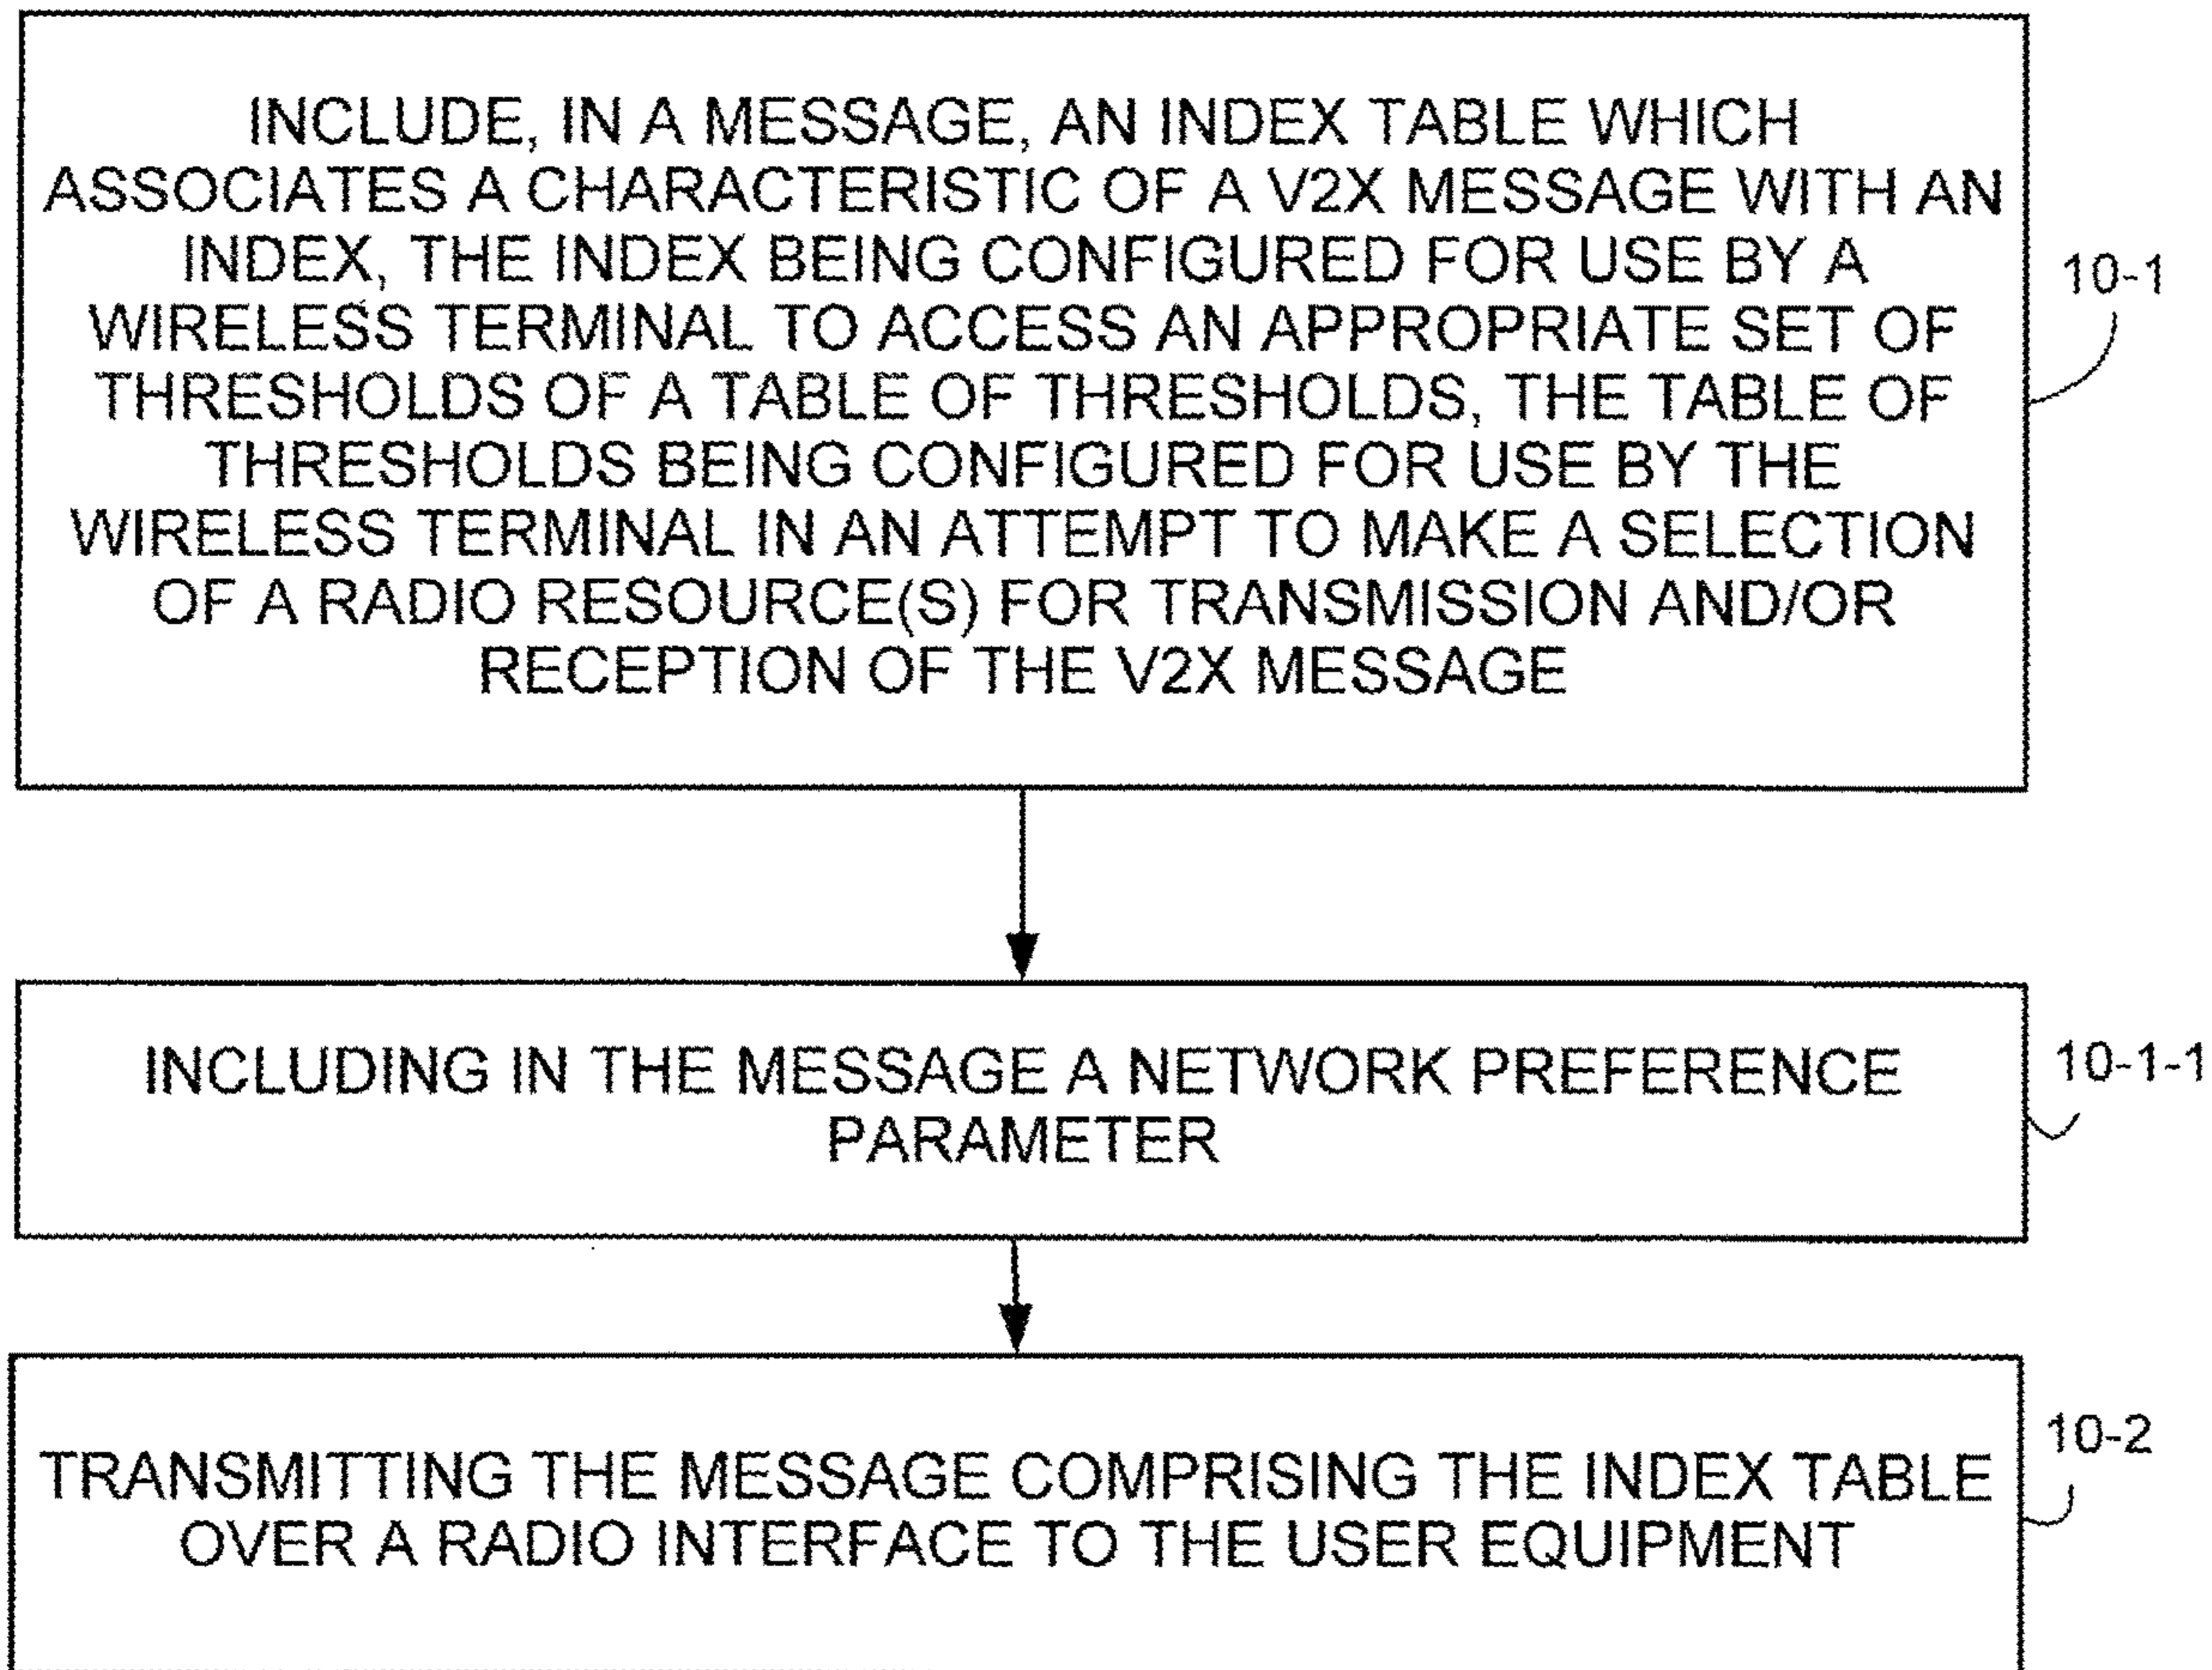 INCLUDE, IN A MESSAGE, AN INDEX TABLE WHICH
ASSOCIATES A CHARACTERISTIC OF A V2X MESSAGE WITH AN
INDEX, THE INDEX BEING CONFIGURED FOR USE BY A
WIRELESS TERMINAL TO ACCESS AN APPROPRIATE SET OF
THRESHOLDS OF A TABLE OF THRESHOLDS, THE TABLE OF
THRESHOLDS BEING CONFIGURED FOR USE BY THE
WIRELESS TERMINAL IN AN ATTEMPT TO MAKE A SELECTION
OF A RADIO RESOURCE(S) FOR TRANSMISSION AND/OR
RECEPTION OF THE V2X MESSAGE
10-1
INCLUDING IN THE MESSAGE A NETWORK PREFERENCE
PARAMETER
10-1-1
TRANSMITTING THE MESSAGE COMPRISING THE INDEX TABLE
OVER A RADIO INTERFACE TO THE USER EQUIPMENT
10-2